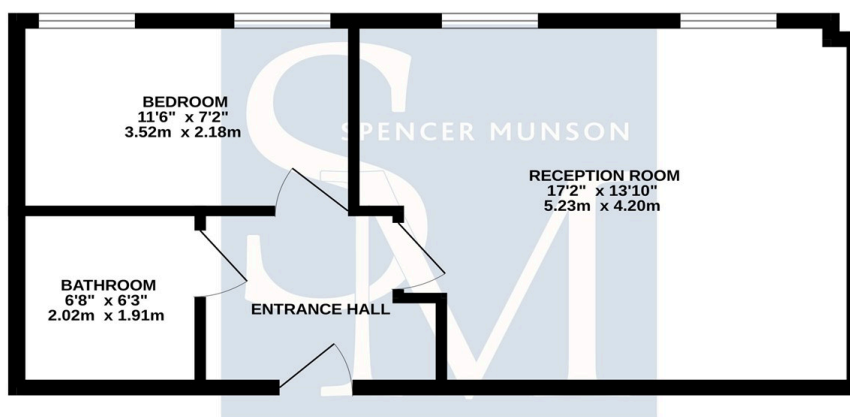 BEDROOM
11'6" x 7'2"
3.52m x 2.18m
SPENCER MUNSON
RECEPTION ROOM
17'2" x 13'10"
5.23m x 4.20m
BATHROOM
6'8" x 6'3"
2.02m x 1.91m
ENTRANCE HALL
SM